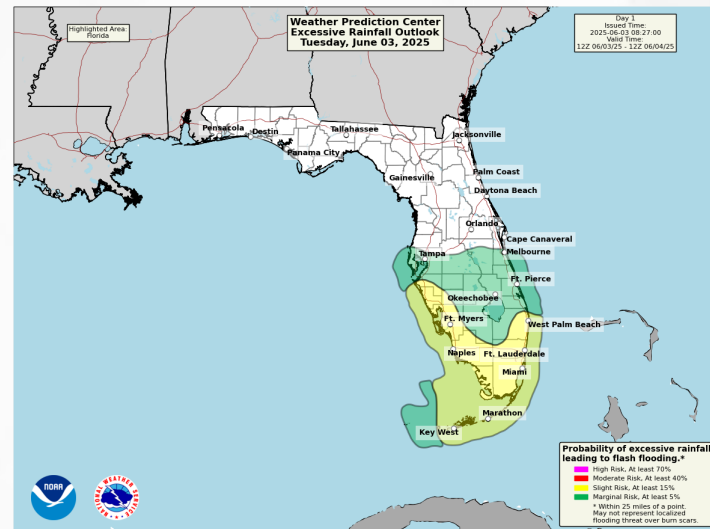 Highlighted Area:
Florida
Weather Prediction Center
Excessive Rainfall Outlook
Tuesday, June 03, 2025
Day 1
Issued Time:
2025-06-03 08:27:00
Valid Time:
12Z 06/03/25 - 12Z 06/04/25
Pensacola
Destin
Tallahassee
Panama City
Jacksonville
Gainesville
Palm Coast
Daytona Beach
Orlando
Cape Canaveral
Melbourne
Tampa
Ft. Pierce
Okeechobee
Ft. Myers
West Palm Beach
Naples
Ft. Lauderdale
Miami
Marathon
Key West
NOAA
NATIONAL WEATHER SERVICE
Probability of excessive rainfall
leading to flash flooding.*
High Risk, At least 70%
Moderate Risk, At least 40%
Slight Risk, At least 15%
Marginal Risk, At least 5%
* Within 25 miles of a point.
May not represent localized
flooding threat over burn scars.